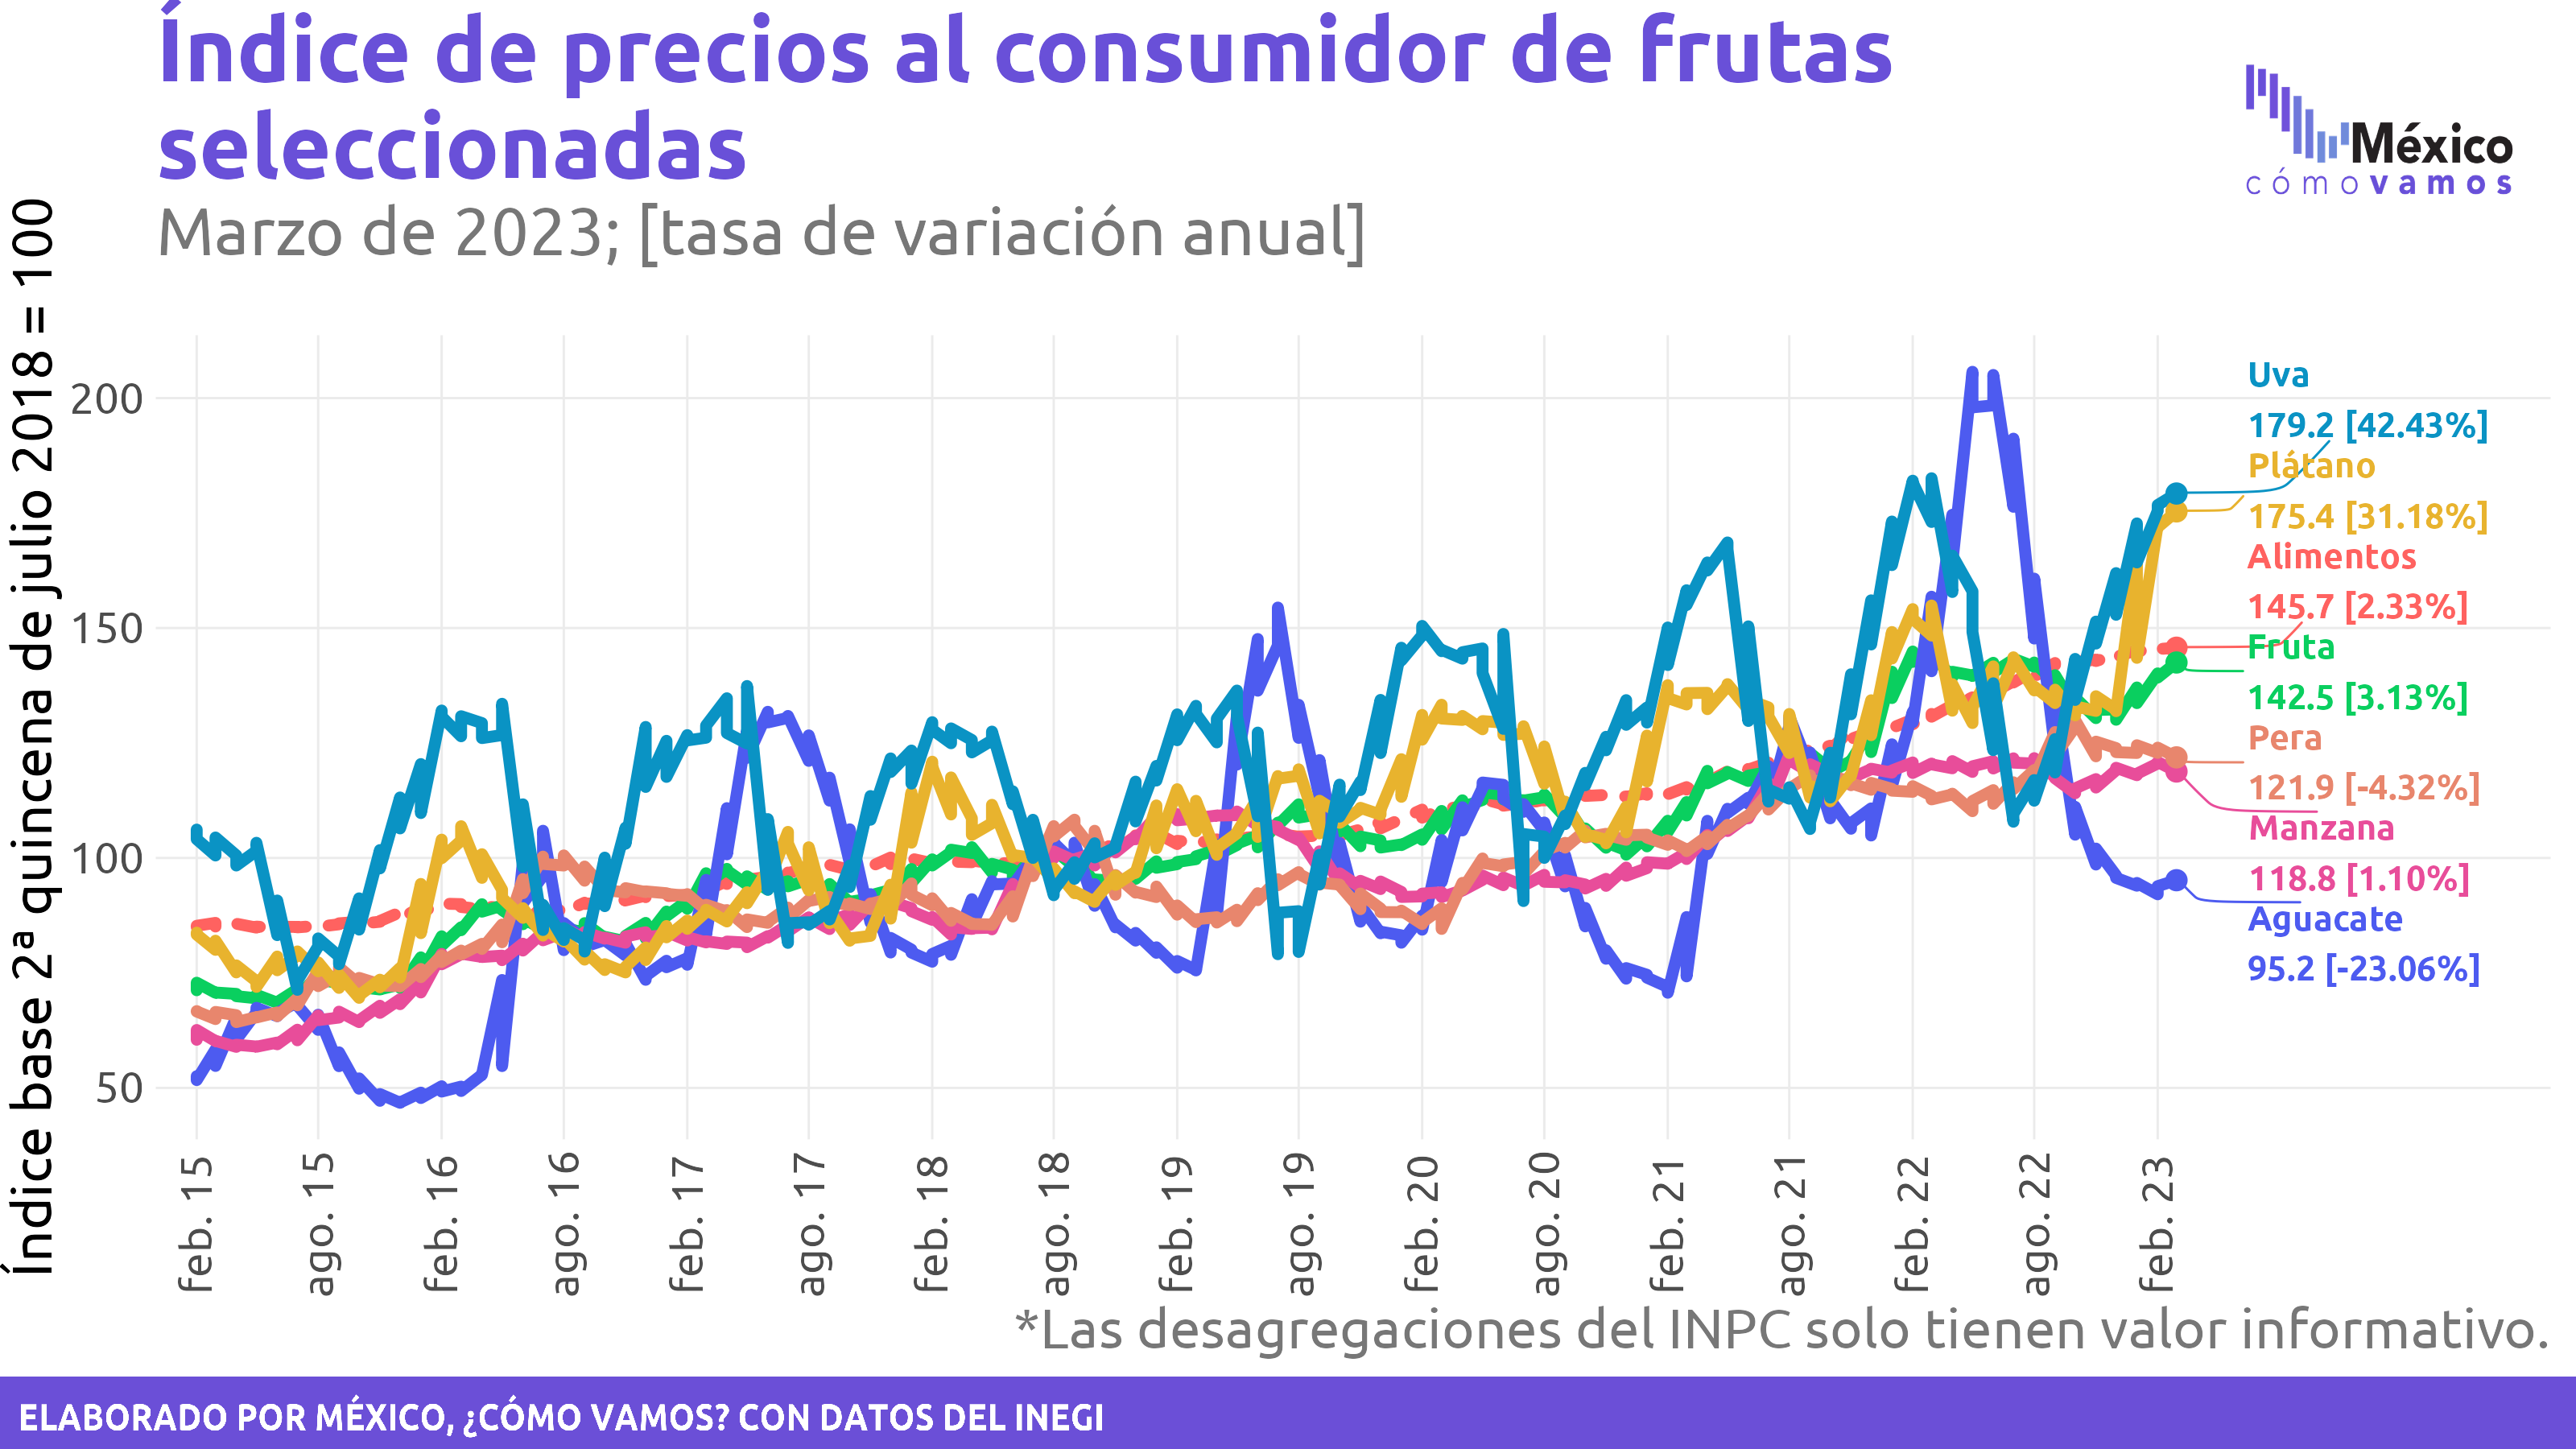 Índice de precios al consumidor de frutas
seleccionadas
Marzo de 2023; [tasa de variación anual]
México
cómo vamos
Índice base 2ª quincena de julio 2018 = 100
200
150
100
50
Uva
179.2 [42.43%]
Plátano
175.4 [31.18%]
Alimentos
145.7 [2.33%]
Fruta
142.5 [3.13%]
Pera
121.9 [-4.32%]
Manzana
118.8 [1.10%]
Aguacate
95.2 [-23.06%]
feb. 15
ago. 15
feb. 16
ago. 16
feb. 17
ago. 17
feb. 18
ago. 18
feb. 19
ago. 19
feb. 20
ago. 20
feb. 21
ago. 21
feb. 22
ago. 22
feb. 23
*Las desagregaciones del INPC solo tienen valor informativo.
ELABORADO POR MÉXICO, ¿CÓMO VAMOS? CON DATOS DEL INEGI